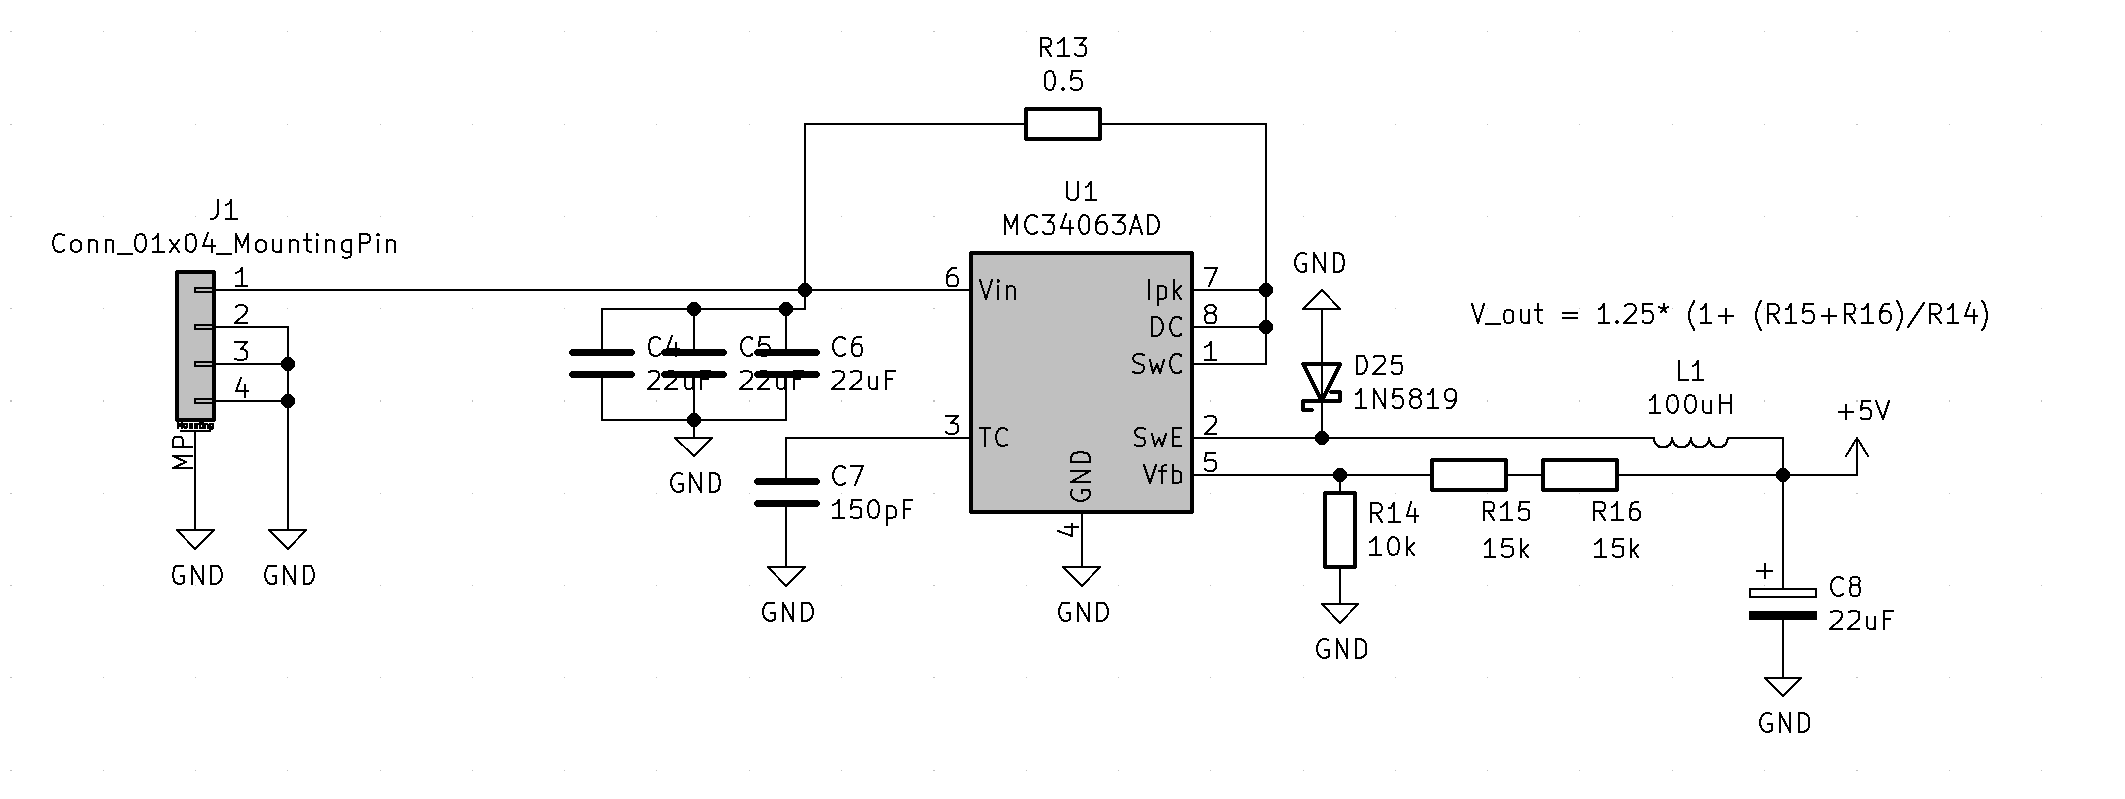 R13
0.5
U1
MC34063AD
J1
Conn_01x04_MountingPin
1
2
3
4
Mounting
MP
GND
GND
C4
22uF
C5
22uF
C6
22uF
GND
C7
150pF
GND
6
Vin
3
TC
GND
4
GND
Ipk
7
DC
8
SwC
1
SwE
2
Vfb
5
GND
D25
1N5819
V_out = 1.25* (1+ (R15+R16)/R14)
L1
100uH
+5V
R14
10k
GND
R15
15k
R16
15k
+
C8
22uF
GND